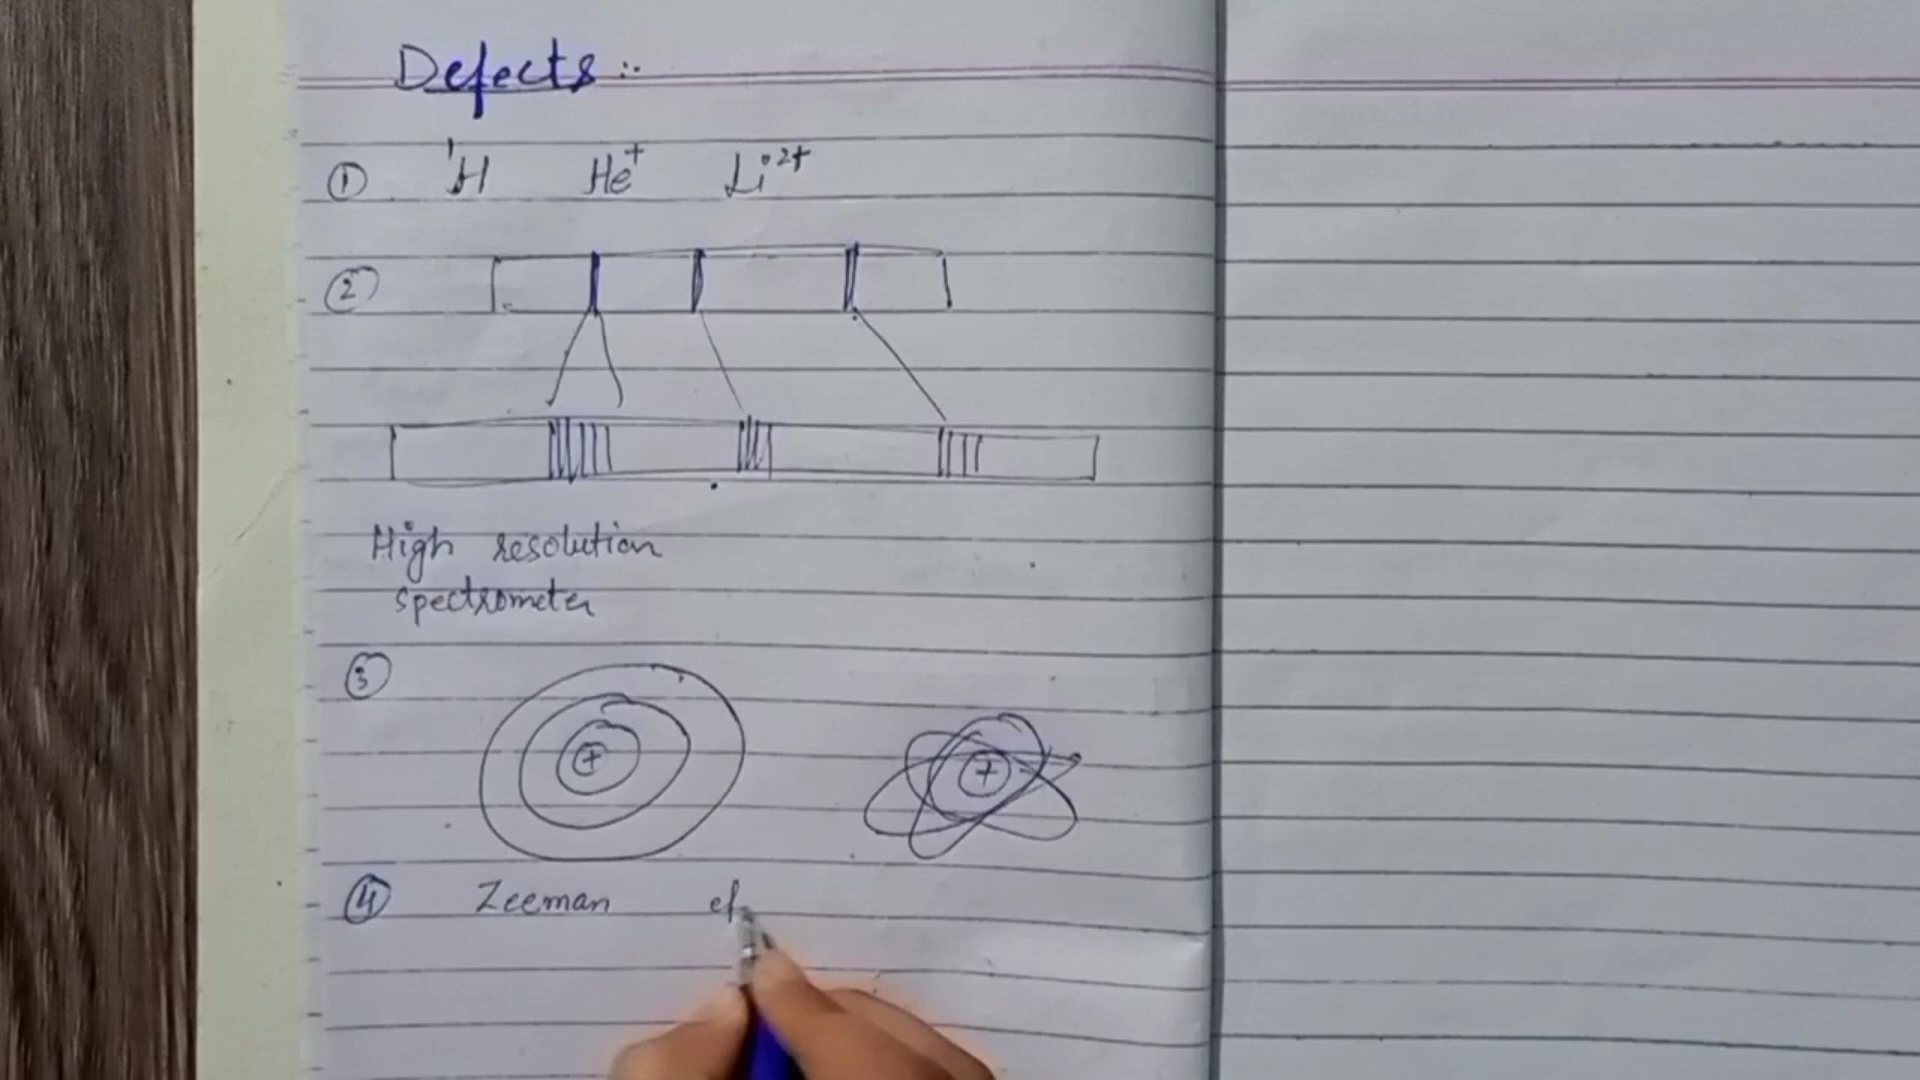 Defects :-
① ¹H He⁺ Li²⁺
②
High resolution
spectrometer
③
+ +
④ Zeeman ef